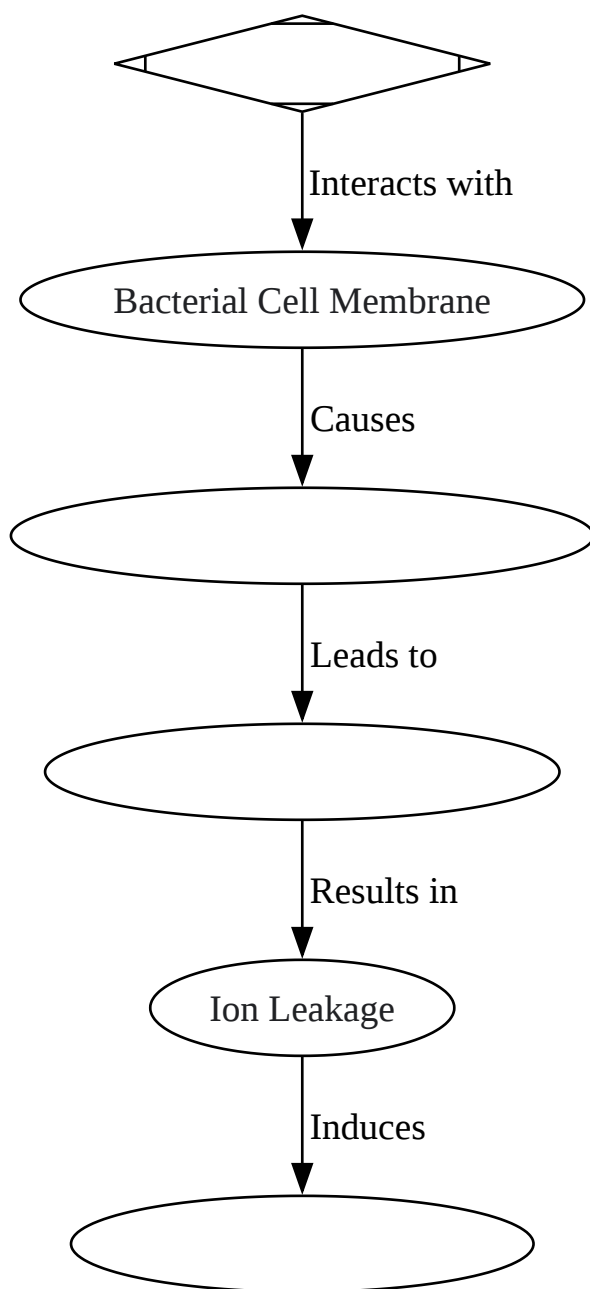 Interacts with
Bacterial Cell Membrane
Causes
Leads to
Results in
Ion Leakage
Induces